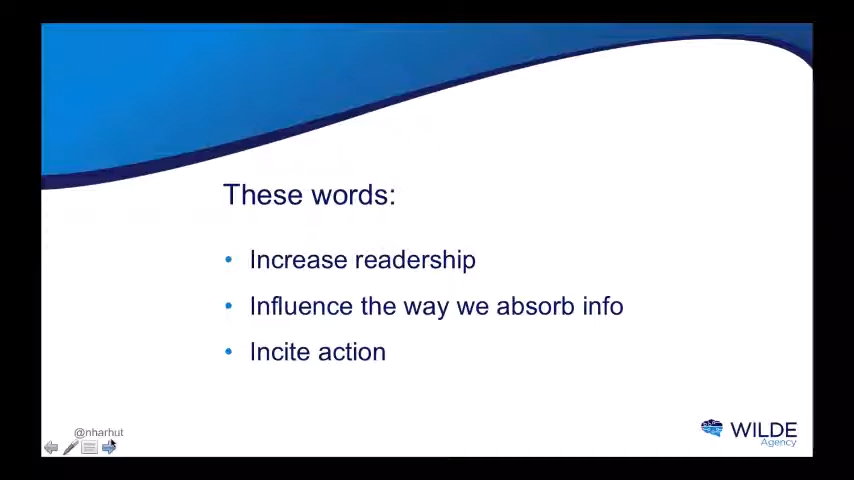 These words:
• Increase readership
• Influence the way we absorb info
• Incite action
@nharhut
WILDE
Agency